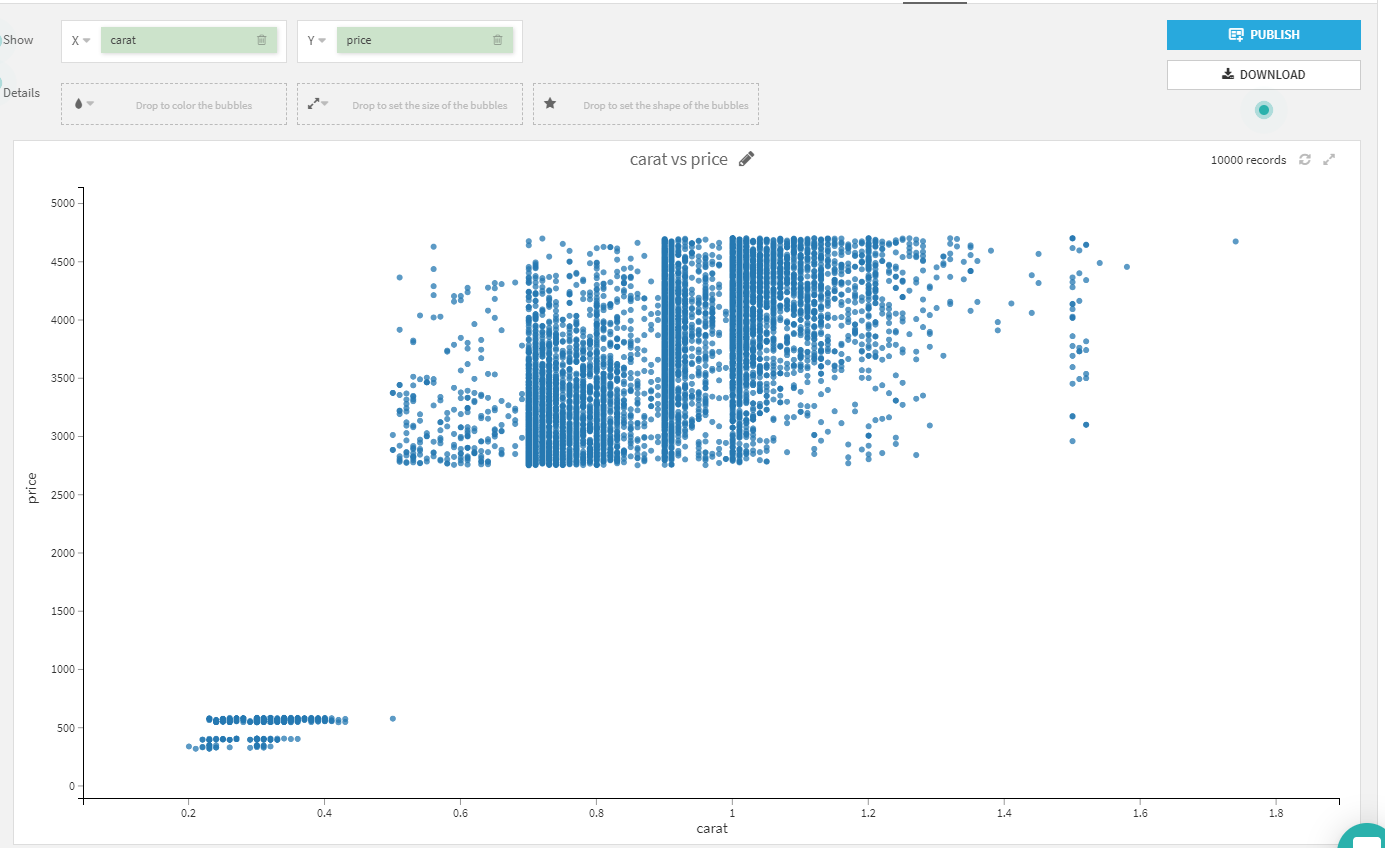 Show
X
carat
Y
price
PUBLISH
DOWNLOAD
Details
Drop to color the bubbles
Drop to set the size of the bubbles
Drop to set the shape of the bubbles
carat vs price
10000 records
5000
4500
4000
3500
3000
2500
2000
1500
1000
500
0
price
0.2 0.4 0.6 0.8 1 1.2 1.4 1.6 1.8
carat